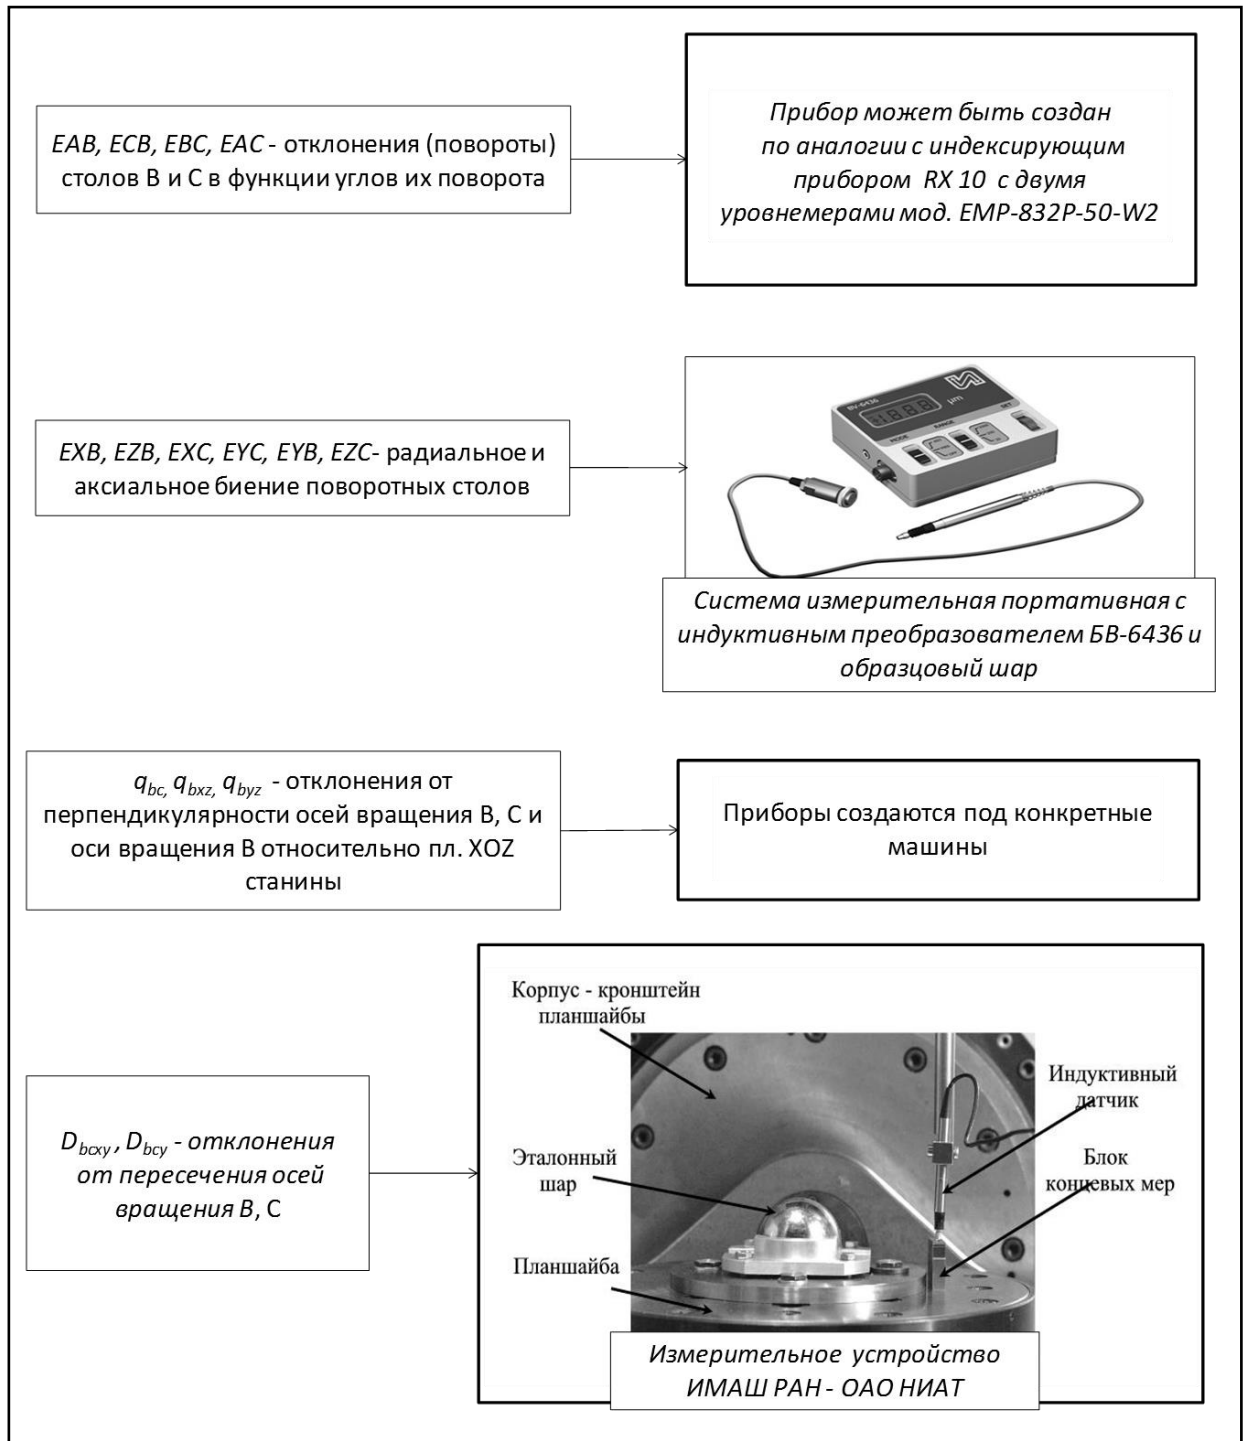 EAB, ECB, EBC, EAC - отклонения (повороты)
столов В и С в функции углов их поворота
Прибор может быть создан
по аналогии с индексирующим
прибором RX 10 с двумя
уровнемерами мод. EMP-832P-50-W2
EXB, EZB, EXC, EYC, EYB, EZC- радиальное и
аксиальное биение поворотных столов
BV-6436
µm
MODE
RANGE
SET
Система измерительная портативная с
индуктивным преобразователем БВ-6436 и
образцовый шар
q_bc, q_bxz, q_byz - отклонения от
перпендикулярности осей вращения В, С и
оси вращения В относительно пл. XOZ
станины
Приборы создаются под конкретные
машины
D_bcxy , D_bcy - отклонения
от пересечения осей
вращения В, С
Корпус - кронштейн
планшайбы
Индуктивный
датчик
Эталонный
шар
Блок
концевых мер
Планшайба
Измерительное устройство
ИМАШ РАН - ОАО НИАТ